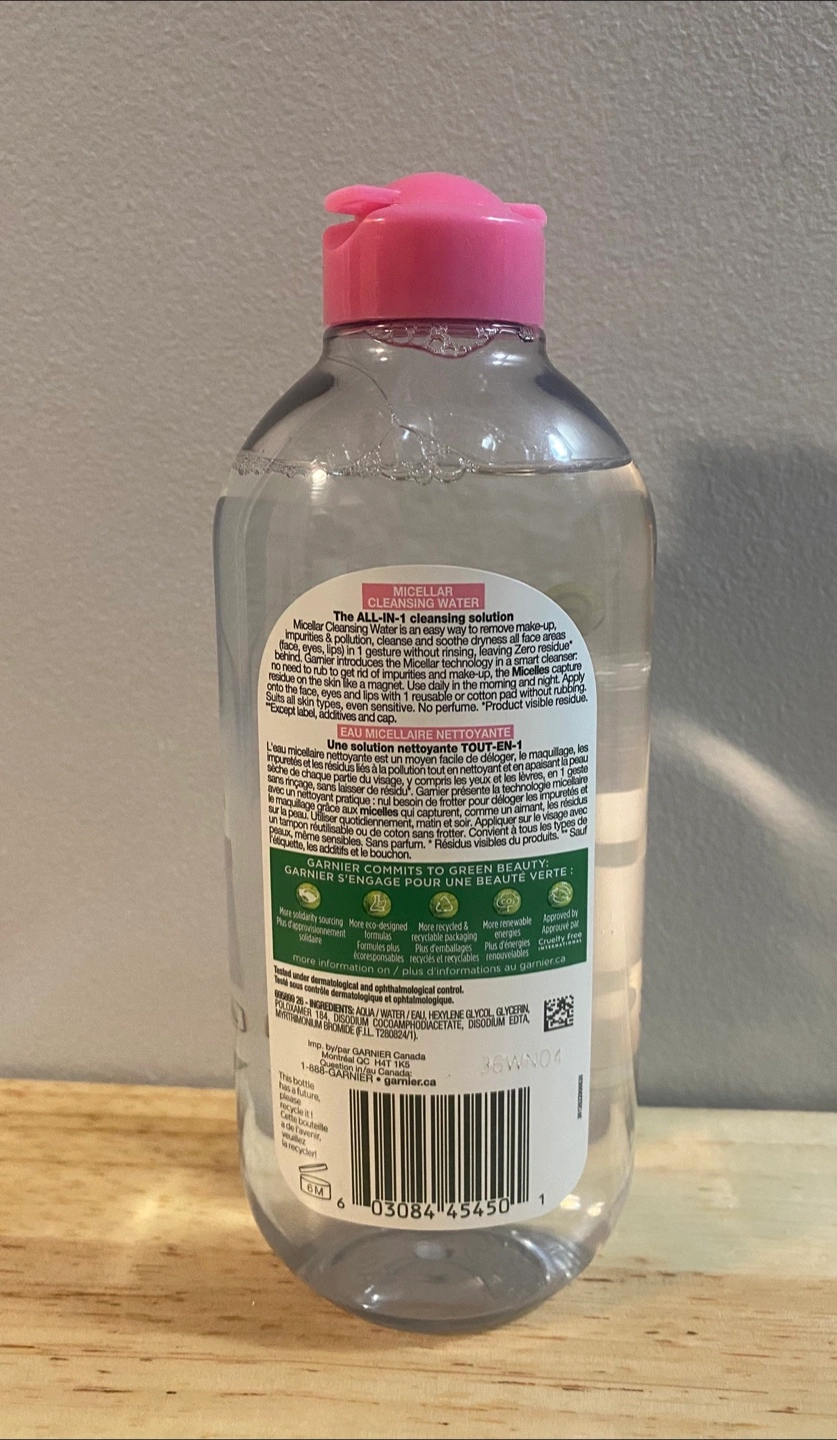 MICELLAR
CLEANSING WATER
The ALL-IN-1 cleansing solution
Micellar Cleansing Water is an easy way to remove make-up,
impurities & pollution, cleanse and soothe dryness all face areas
(face, eyes, lips) in 1 gesture without rinsing, leaving Zero residue*
behind. Garnier introduces the Micellar technology in a smart cleanser:
no need to rub to get rid of impurities and make-up, the Micelles capture
residue on the skin like a magnet. Use daily in the morning and night. Apply
onto the face, eyes and lips with 1 reusable or cotton pad without rubbing.
Suits all skin types, even sensitive. No perfume. *Product visible residue.
**Except label, additives and cap.
EAU MICELLAIRE NETTOYANTE
Une solution nettoyante TOUT-EN-1
L'eau micellaire nettoyante est un moyen facile de déloger, le maquillage, les
impuretés et les résidus liés à la pollution tout en nettoyant et en apaisant la peau
sèche de chaque partie du visage, y compris les yeux et les lèvres, en 1 geste
sans rinçage, sans laisser de résidu*. Garnier présente la technologie micellaire
avec un nettoyant pratique : nul besoin de frotter pour déloger les impuretés et
le maquillage grâce aux micelles qui capturent, comme un aimant, les résidus
sur la peau. Utiliser quotidiennement, matin et soir. Appliquer sur le visage avec
un tampon réutilisable ou de coton sans frotter. Convient à tous les types de
peaux, même sensibles. Sans parfum. * Résidus visibles du produits. ** Sauf
l'étiquette, les additifs et le bouchon.
GARNIER COMMITS TO GREEN BEAUTY:
GARNIER S'ENGAGE POUR UNE BEAUTÉ VERTE :
CO₂
More solidarity sourcing
Plus d'approvisionnement
solidaire
More eco-designed
formulas
Formules plus
écoresponsables
More recycled &
recyclable packaging
Plus d'emballages
recyclés et recyclables
More renewable
energies
Plus d'énergies
renouvelables
Approved by
Approuvé par
Cruelty Free
INTERNATIONAL
more information on / plus d'informations au garnier.ca
Tested under dermatological and ophthalmological control.
Testé sous contrôle dermatologique et ophtalmologique.
695899 26 - INGREDIENTS: AQUA / WATER / EAU, HEXYLENE GLYCOL, GLYCERIN,
POLOXAMER 184, DISODIUM COCOAMPHODIACETATE, DISODIUM EDTA,
MYRTRIMONIUM BROMIDE (F.I.L. T280824/1).
Imp. by/par GARNIER Canada
Montréal QC H4T 1K5
Question in/au Canada:
1-888-GARNIER • garnier.ca
36WN04
This bottle
has a future,
please
recycle it!
Cette bouteille
a de l'avenir,
veuillez
la recycler!
6M
6 03084 45450 1